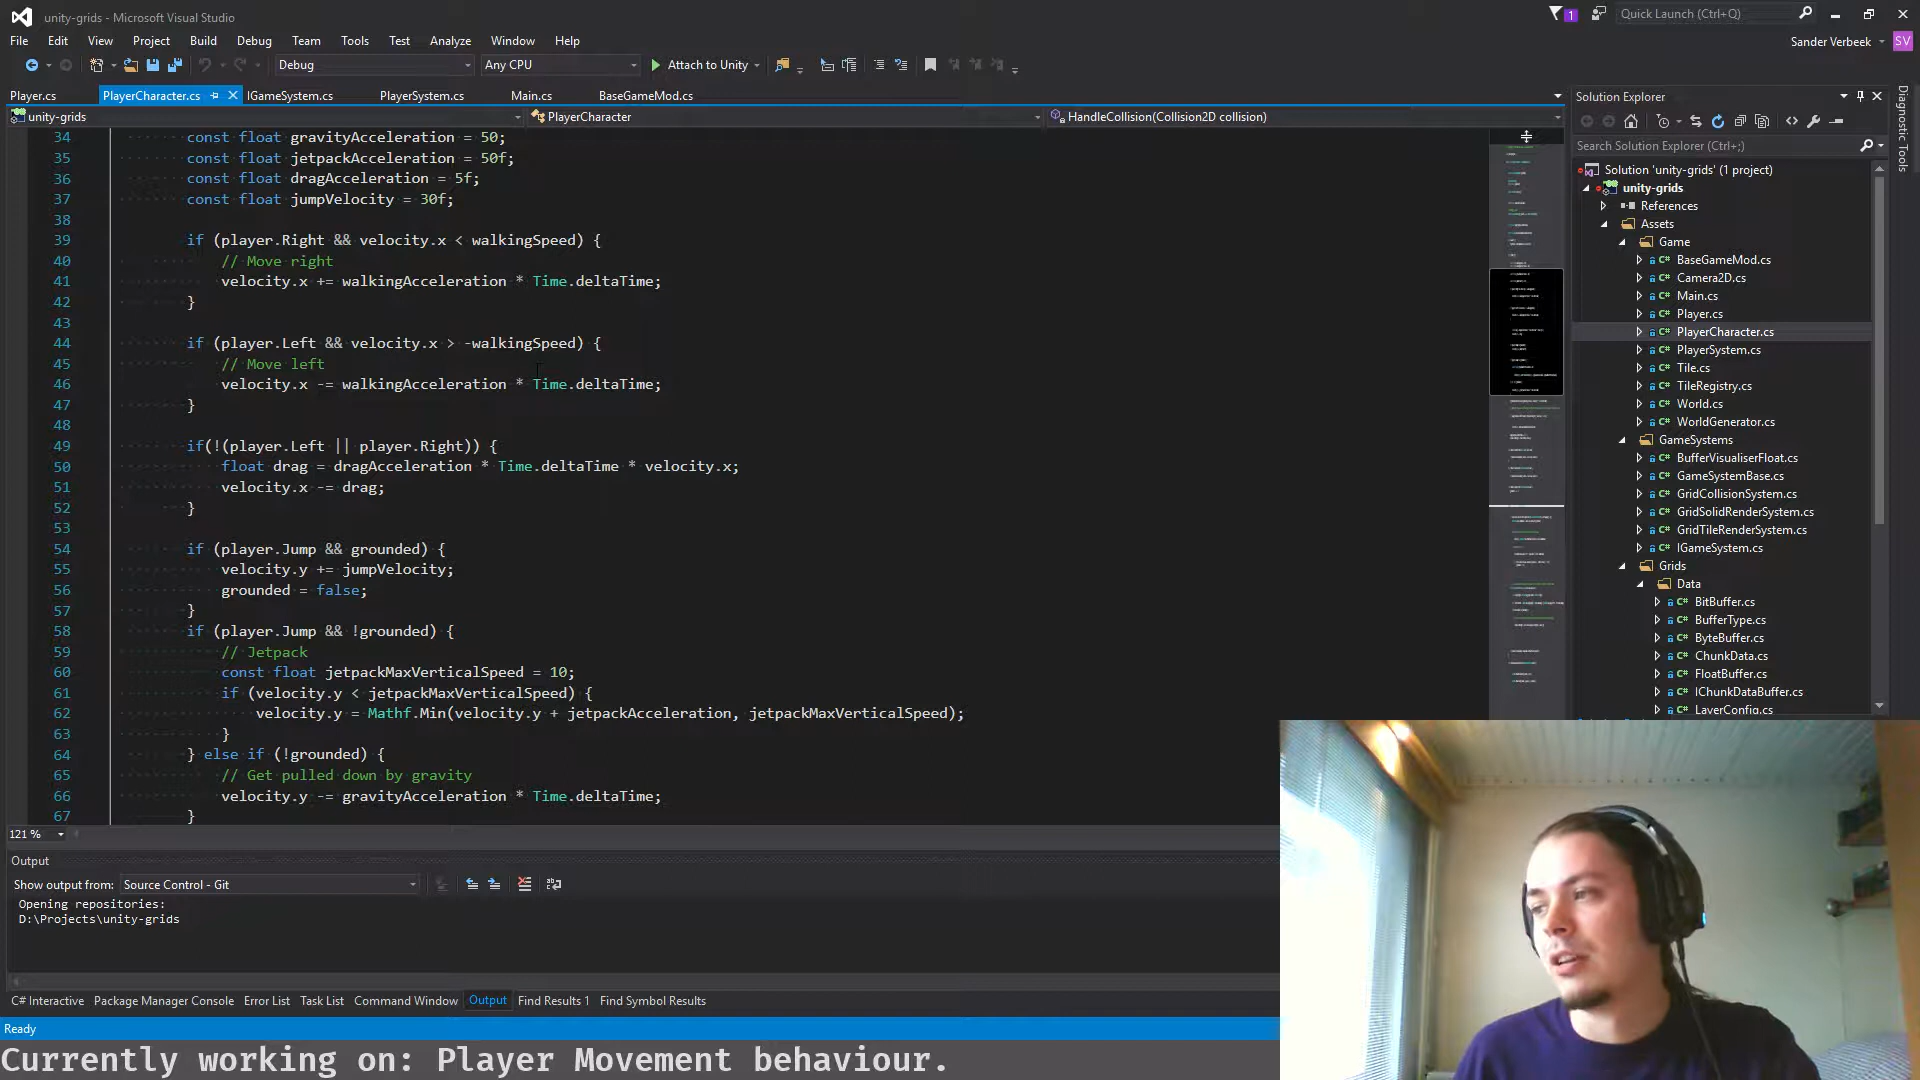 unity-grids - Microsoft Visual Studio
1
Quick Launch (Ctrl+Q)
File Edit View Project Build Debug Team Tools Test Analyze Window Help
Sander Verbeek SV
Debug Any CPU Attach to Unity
Player.cs PlayerCharacter.cs IGameSystem.cs PlayerSystem.cs Main.cs BaseGameMod.cs
unity-grids PlayerCharacter HandleCollision(Collision2D collision)
34 const float gravityAcceleration = 50;
35 const float jetpackAcceleration = 50f;
36 const float dragAcceleration = 5f;
37 const float jumpVelocity = 30f;
38
39 if (player.Right && velocity.x < walkingSpeed) {
40 // Move right
41 velocity.x += walkingAcceleration * Time.deltaTime;
42 }
43
44 if (player.Left && velocity.x > -walkingSpeed) {
45 // Move left
46 velocity.x -= walkingAcceleration * Time.deltaTime;
47 }
48
49 if(!(player.Left || player.Right)) {
50 float drag = dragAcceleration * Time.deltaTime * velocity.x;
51 velocity.x -= drag;
52 }
53
54 if (player.Jump && grounded) {
55 velocity.y += jumpVelocity;
56 grounded = false;
57 }
58 if (player.Jump && !grounded) {
59 // Jetpack
60 const float jetpackMaxVerticalSpeed = 10;
61 if (velocity.y < jetpackMaxVerticalSpeed) {
62 velocity.y = Mathf.Min(velocity.y + jetpackAcceleration, jetpackMaxVerticalSpeed);
63 }
64 } else if (!grounded) {
65 // Get pulled down by gravity
66 velocity.y -= gravityAcceleration * Time.deltaTime;
67 }
121 %
Solution Explorer
Search Solution Explorer (Ctrl+;)
Solution 'unity-grids' (1 project)
unity-grids
References
Assets
Game
C# BaseGameMod.cs
C# Camera2D.cs
C# Main.cs
C# Player.cs
C# PlayerCharacter.cs
C# PlayerSystem.cs
C# Tile.cs
C# TileRegistry.cs
C# World.cs
C# WorldGenerator.cs
GameSystems
C# BufferVisualiserFloat.cs
C# GameSystemBase.cs
C# GridCollisionSystem.cs
C# GridSolidRenderSystem.cs
C# GridTileRenderSystem.cs
C# IGameSystem.cs
Grids
Data
C# BitBuffer.cs
C# BufferType.cs
C# ByteBuffer.cs
C# ChunkData.cs
C# FloatBuffer.cs
C# IChunkDataBuffer.cs
C# LayerConfig.cs
Diagnostic Tools
Output
Show output from: Source Control - Git
Opening repositories:
D:\Projects\unity-grids
C# Interactive Package Manager Console Error List Task List Command Window Output Find Results 1 Find Symbol Results
Ready
Currently working on: Player Movement behaviour.